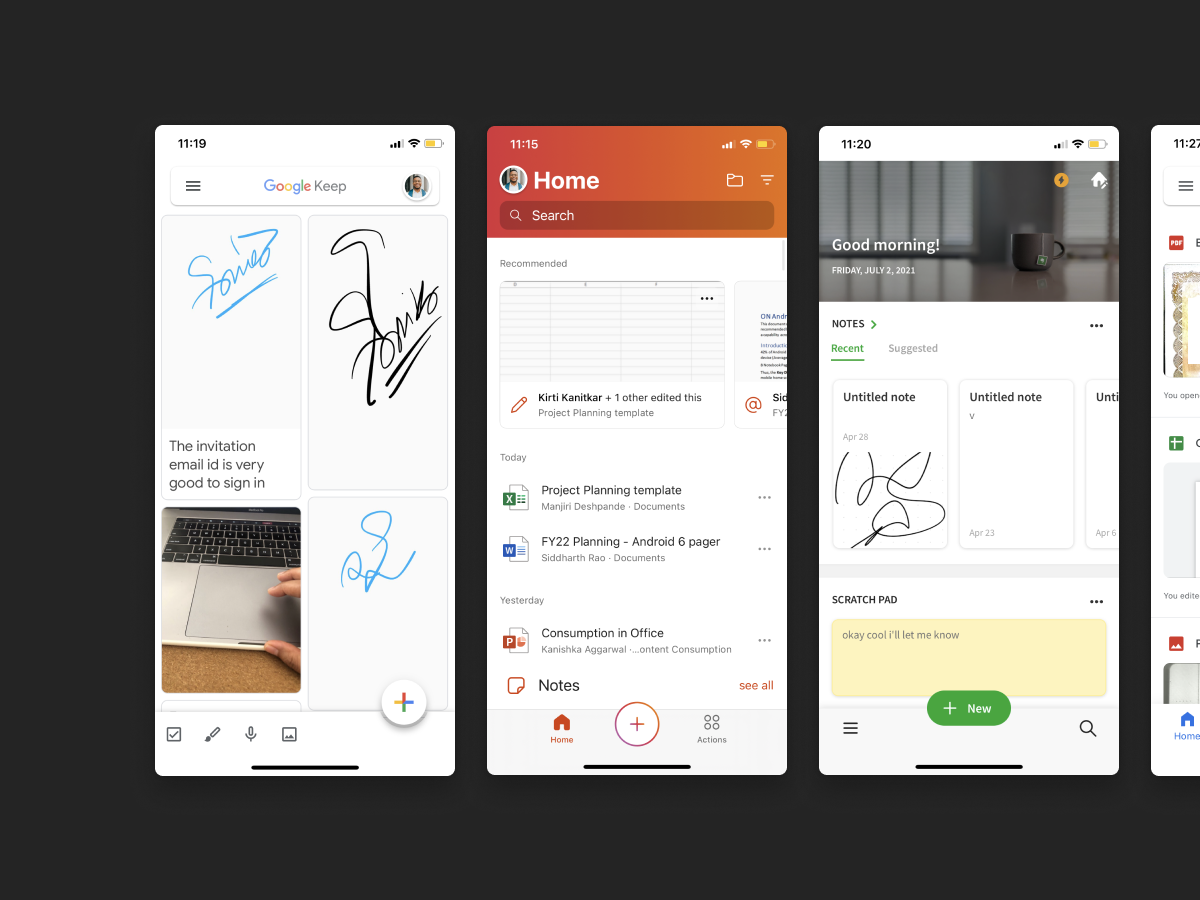 11:19
Google Keep
The invitation
email id is very
good to sign in
11:15
Home
Search
Recommended
Kirti Kanitkar + 1 other edited this
Project Planning template
ON Andr
Introductio
Sid
FY2
Today
Project Planning template
Manjiri Deshpande · Documents
FY22 Planning - Android 6 pager
Siddharth Rao · Documents
Yesterday
Consumption in Office
Kanishka Aggarwal ·...ontent Consumption
Notes
see all
Home
Actions
11:20
Good morning!
FRIDAY, JULY 2, 2021
NOTES
Recent
Suggested
Untitled note
Apr 28
Untitled note
v
Apr 23
Unti
Apr 6
SCRATCH PAD
okay cool i'll let me know
New
11:27
PDF
You open
You edite
Home